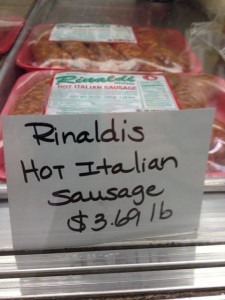 Rinaldi
HOT ITALIAN SAUSAGE
Rinaldis
HOT Italian
Sausage
$3.69 lb